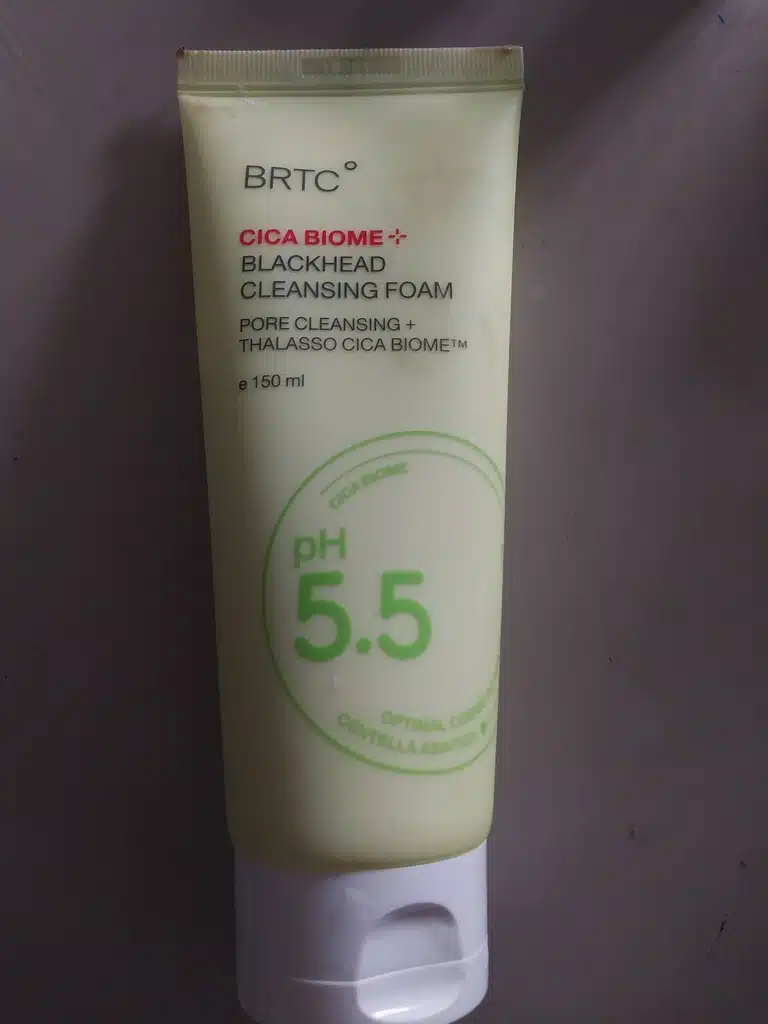 BRTC°
CICA BIOME +
BLACKHEAD
CLEANSING FOAM
PORE CLEANSING +
THALASSO CICA BIOME™
e 150 ml
CICA BIOME
pH
5.5
OPTIMAL
CENTELLA